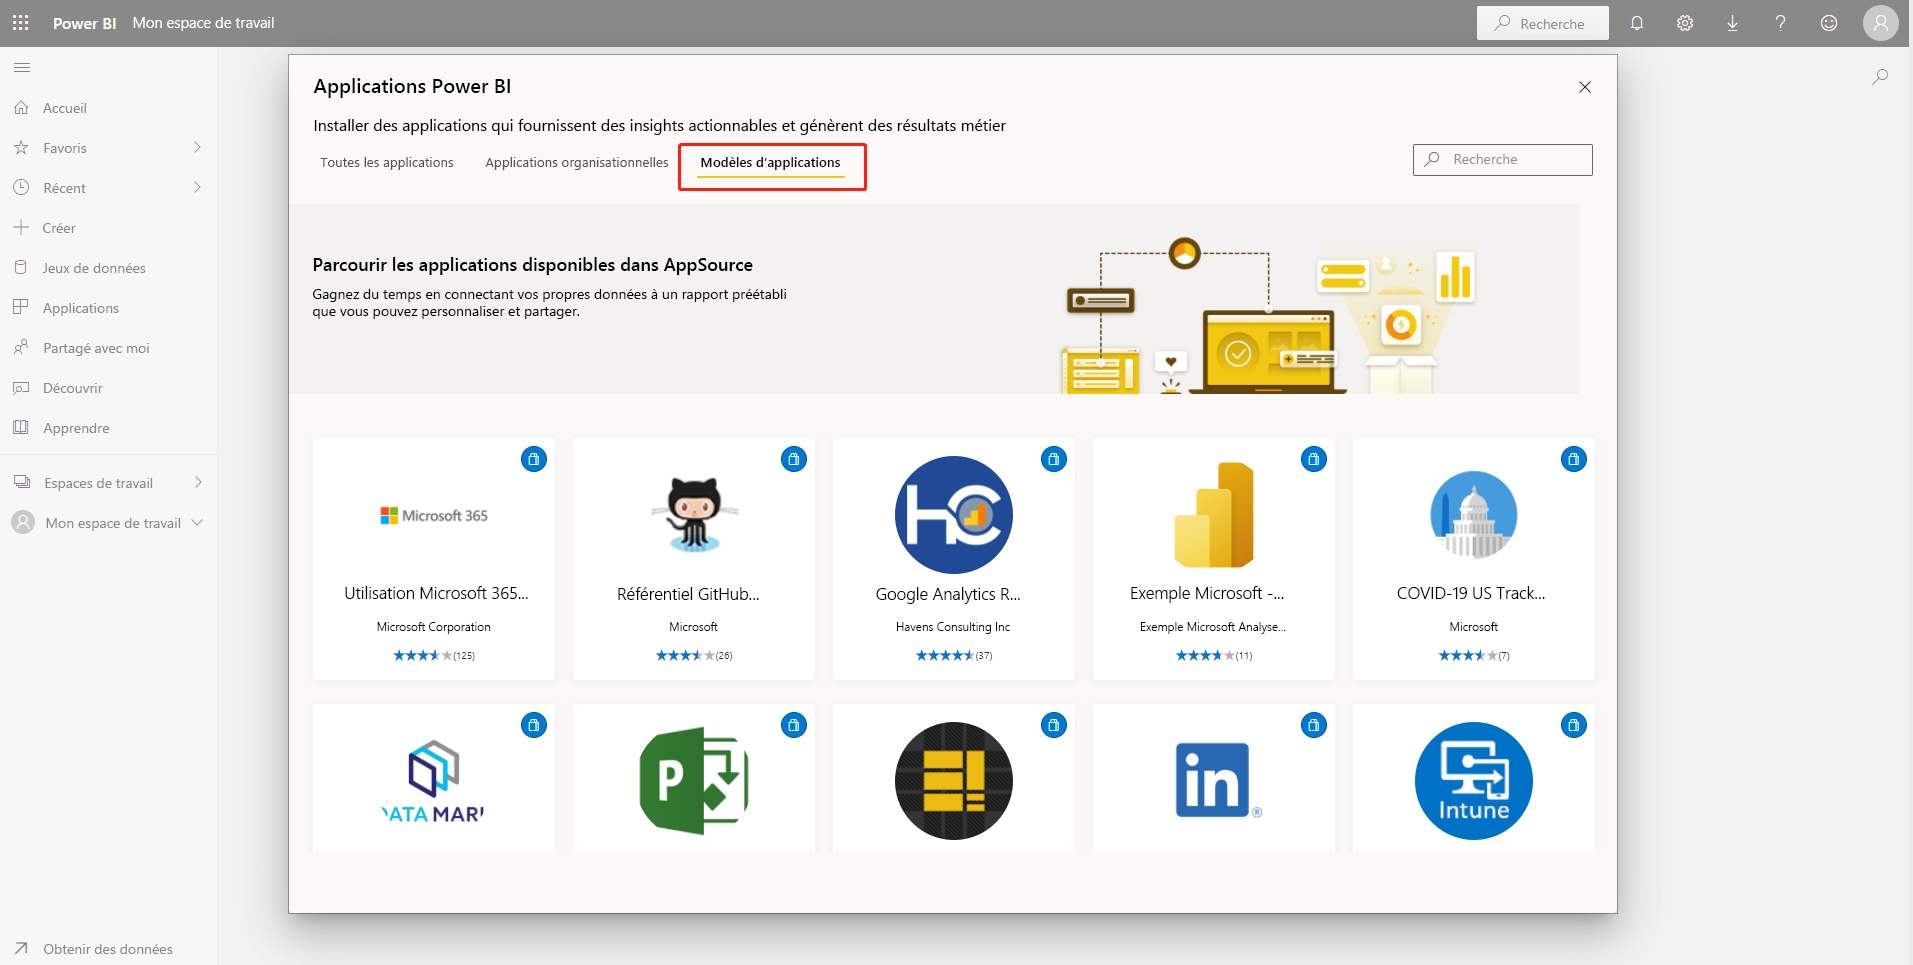 Power BI Mon espace de travail
Recherche
Accueil
Favoris
Récent
Créer
Jeux de données
Applications
Partagé avec moi
Découvrir
Apprendre
Espaces de travail
Mon espace de travail
Obtenir des données
Applications Power BI
Installer des applications qui fournissent des insights actionnables et génèrent des résultats métier
Toutes les applications Applications organisationnelles Modèles d'applications
Recherche
Parcourir les applications disponibles dans AppSource
Gagnez du temps en connectant vos propres données à un rapport préétabli
que vous pouvez personnaliser et partager.
Microsoft 365
Utilisation Microsoft 365...
Microsoft Corporation
(125)
Référentiel GitHub...
Microsoft
(26)
HC
Google Analytics R...
Havens Consulting Inc
(37)
Exemple Microsoft -...
Exemple Microsoft Analyse...
(11)
COVID-19 US Track...
Microsoft
(7)
DATA MAR
P
in
®
Intune